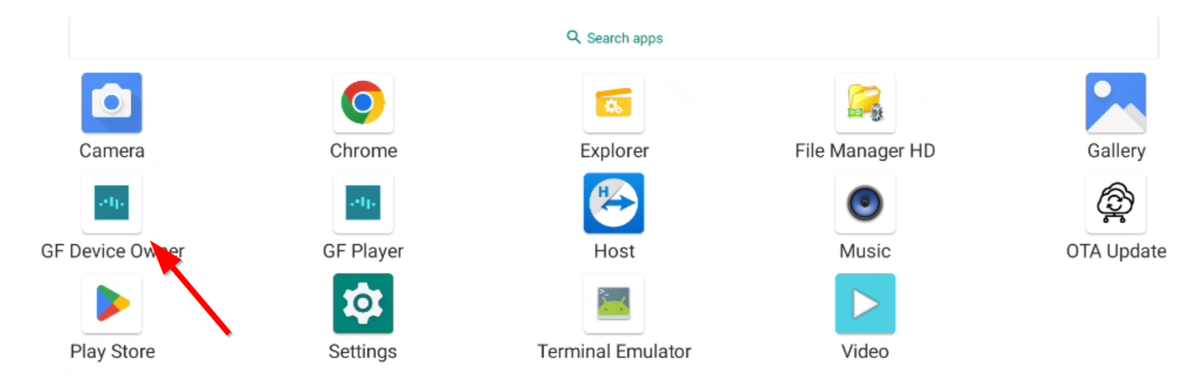 Search apps
Camera
Chrome
Explorer
File Manager HD
Gallery
GF Device Owner
GF Player
H
Host
Music
OTA Update
Play Store
Settings
Terminal Emulator
Video